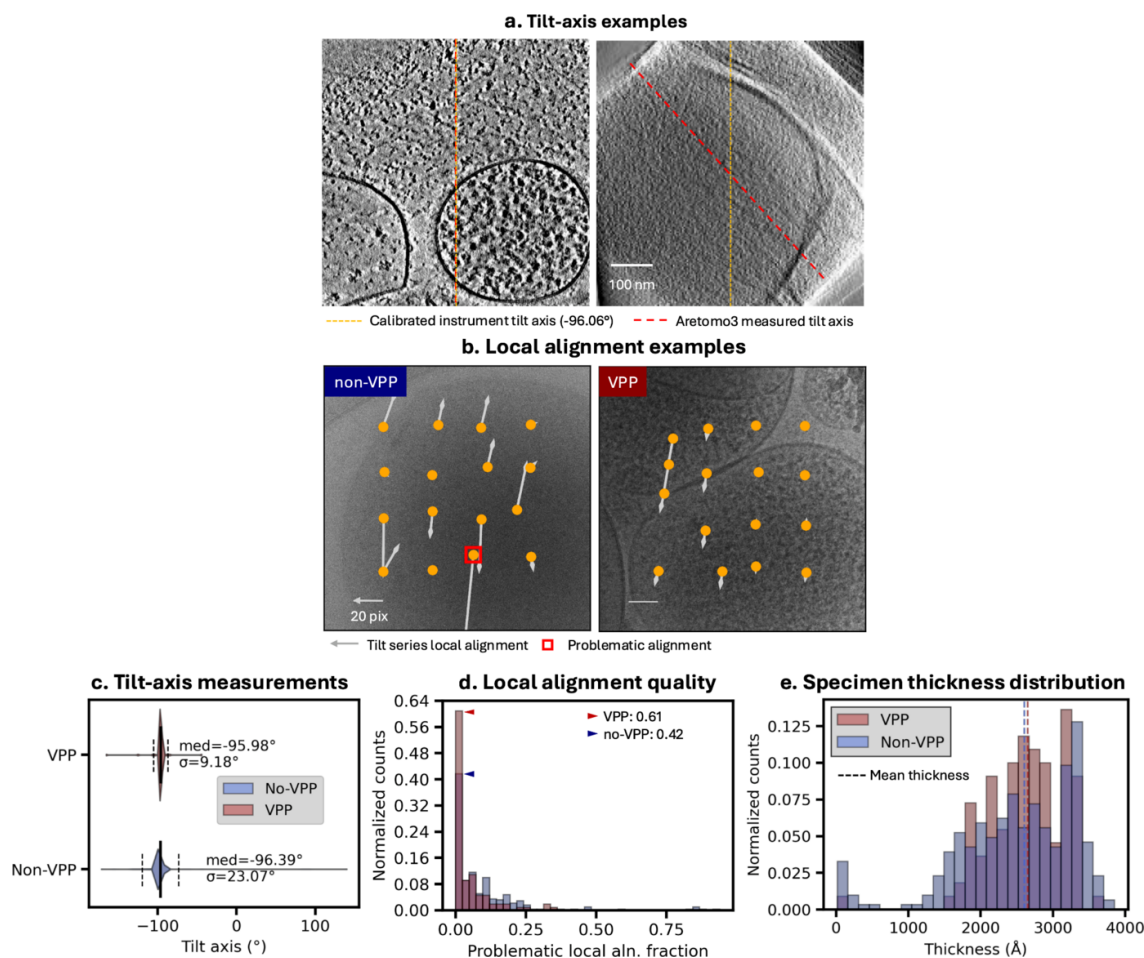 a. Tilt-axis examples
100 nm
Calibrated instrument tilt axis (-96.06°)
Aretomo3 measured tilt axis
b. Local alignment examples
non-VPP
VPP
20 pix
Tilt series local alignment
Problematic alignment
c. Tilt-axis measurements
VPP
med=-95.98°
σ=9.18°
No-VPP
VPP
Non-VPP
med=-96.39°
σ=23.07°
−100
0
100
Tilt axis (°)
d. Local alignment quality
Normalized counts
0.64
0.56
0.48
0.40
0.32
0.24
0.16
0.08
0.00
VPP: 0.61
no-VPP: 0.42
0.00
0.25
0.50
0.75
Problematic local aln. fraction
e. Specimen thickness distribution
Normalized counts
0.125
0.100
0.075
0.050
0.025
0.000
VPP
Non-VPP
Mean thickness
0
1000
2000
3000
4000
Thickness (Å)